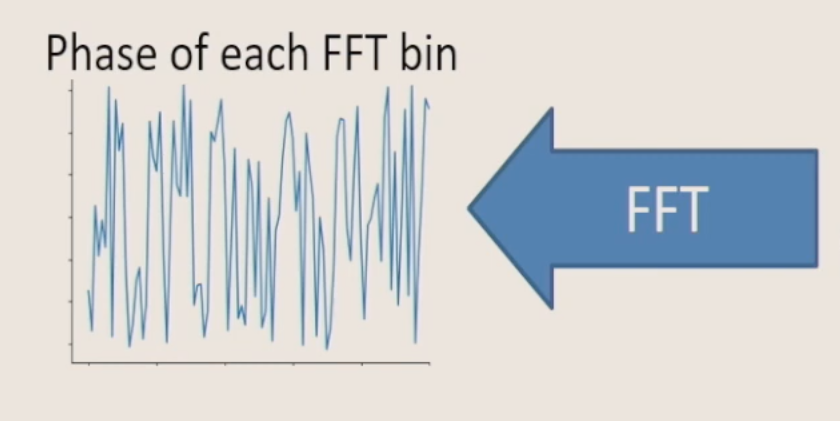 Phase of each FFT bin
FFT